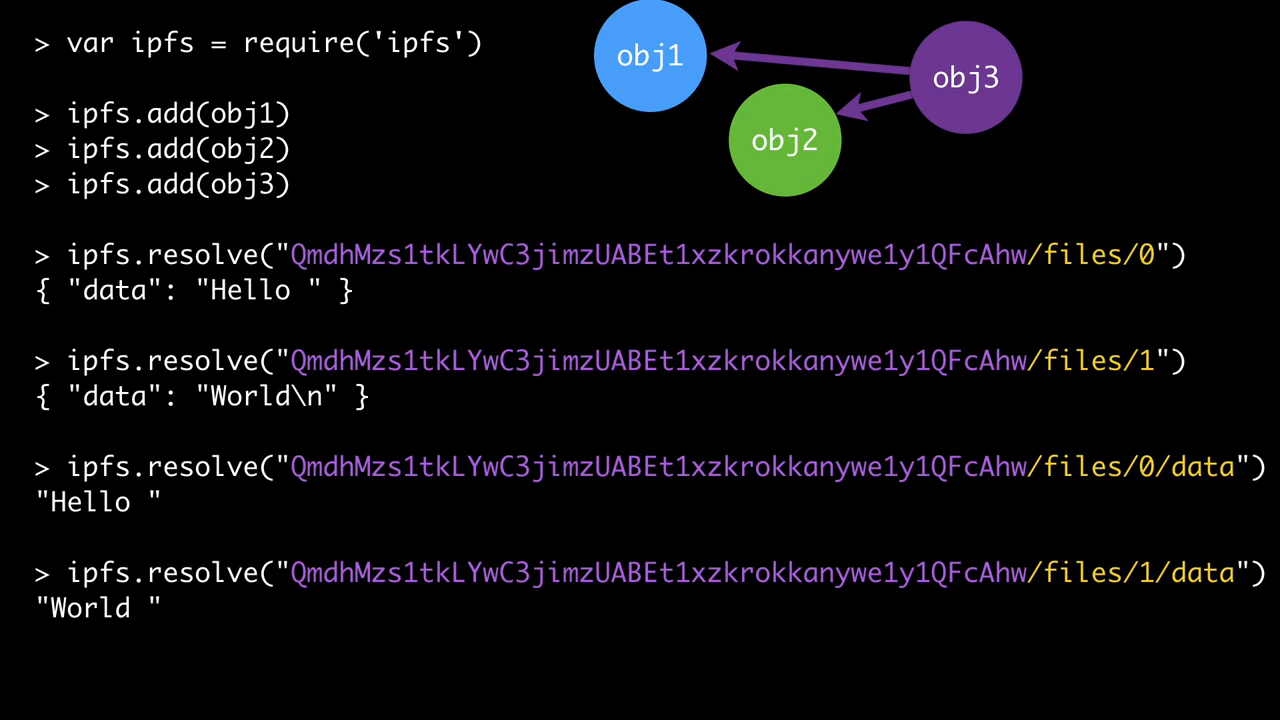 > var ipfs = require('ipfs')
obj1
obj3
obj2
> ipfs.add(obj1)
> ipfs.add(obj2)
> ipfs.add(obj3)
> ipfs.resolve("QmdhMzs1tkLYwC3jimzUABEt1xzkrokkanywe1y1QFcAhw/files/0")
{ "data": "Hello " }
> ipfs.resolve("QmdhMzs1tkLYwC3jimzUABEt1xzkrokkanywe1y1QFcAhw/files/1")
{ "data": "World\n" }
> ipfs.resolve("QmdhMzs1tkLYwC3jimzUABEt1xzkrokkanywe1y1QFcAhw/files/0/data")
"Hello "
> ipfs.resolve("QmdhMzs1tkLYwC3jimzUABEt1xzkrokkanywe1y1QFcAhw/files/1/data")
"World "